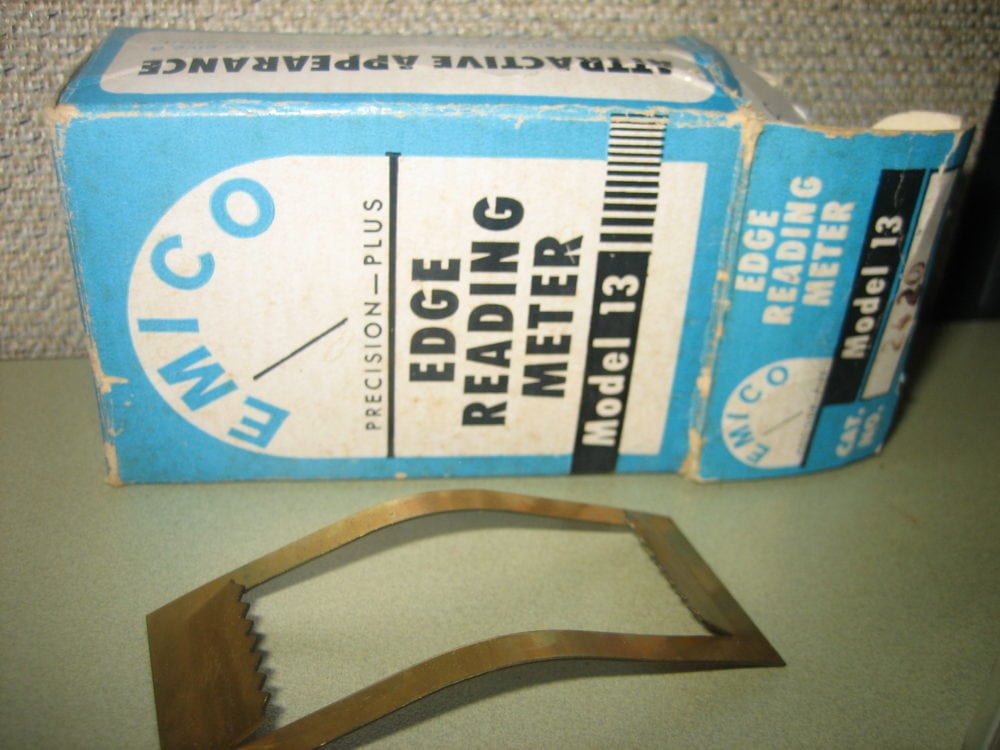 ATTRACTIVE APPEARANCE
EMICO
PRECISION—PLUS
EDGE
READING
METER
Model 13
EDGE
READING
METER
Model 13
EMICO
CAT.
NO.